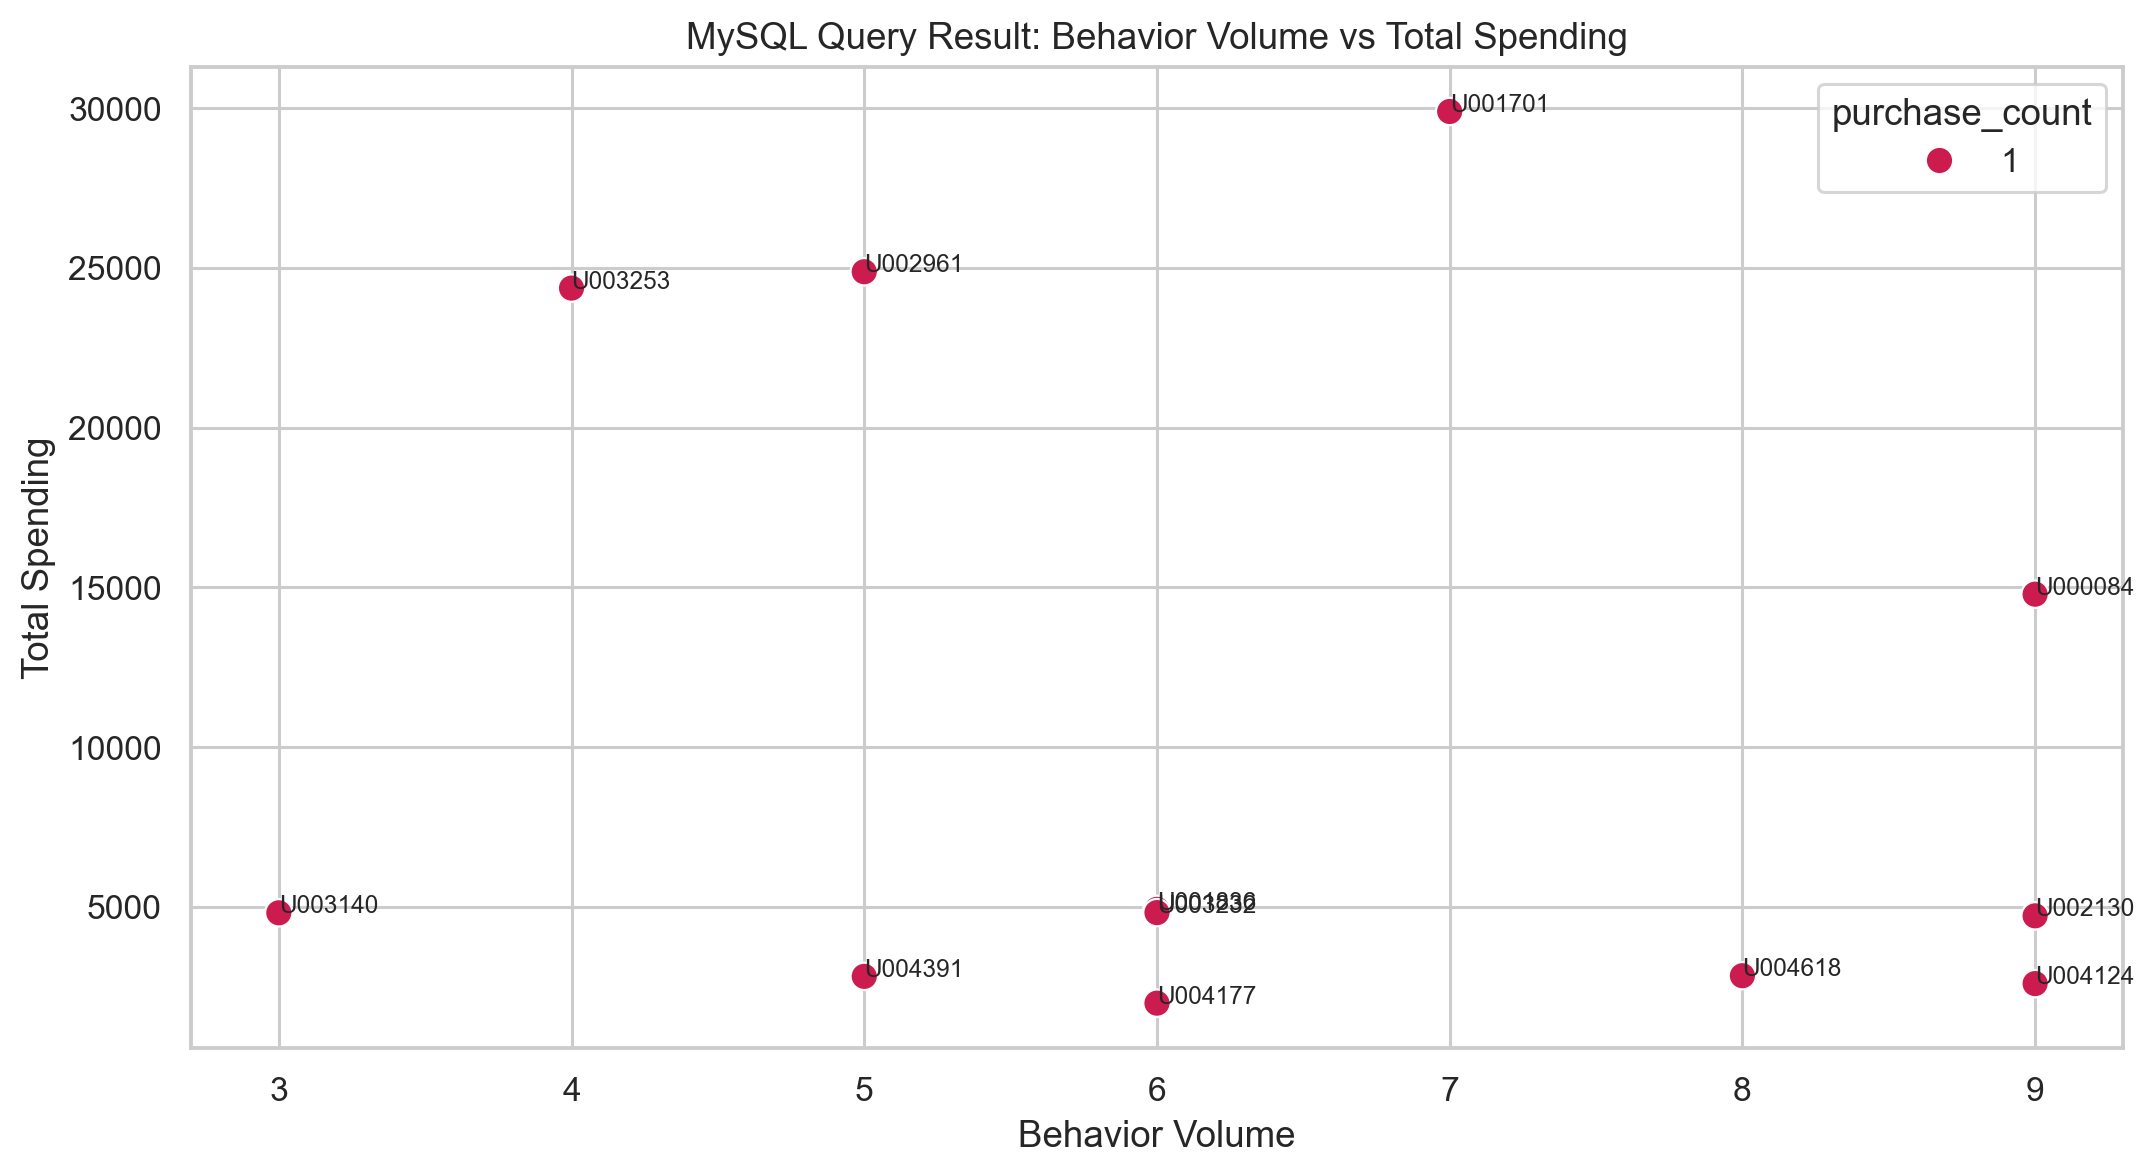 MySQL Query Result: Behavior Volume vs Total Spending
purchase_count
1
30000
25000
20000
15000
10000
5000
Total Spending
U001701
U002961
U003253
U000084
U003140
U003232
U002130
U004391
U004618
U004124
U004177
3
4
5
6
7
8
9
Behavior Volume